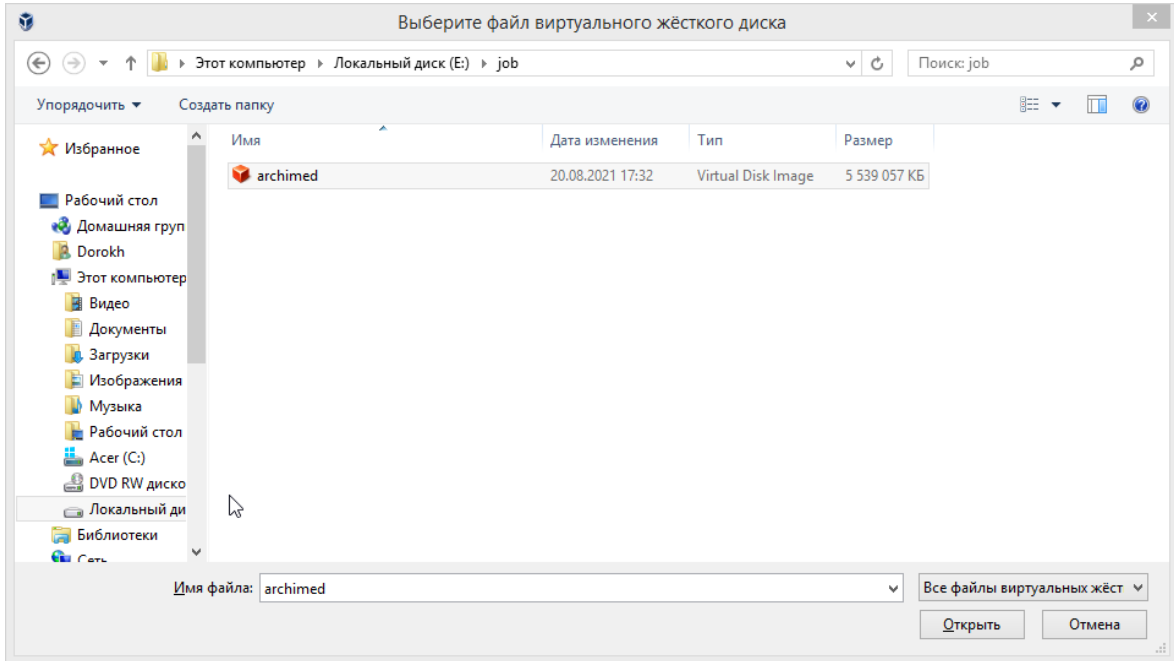 Выберите файл виртуального жёсткого диска
Этот компьютер Локальный диск (E:) job
Поиск: job
Упорядочить Создать папку
Имя Дата изменения Тип Размер
archimed 20.08.2021 17:32 Virtual Disk Image 5 539 057 КБ
Избранное
Рабочий стол
Домашняя груп
Dorokh
Этот компьютер
Видео
Документы
Загрузки
Изображения
Музыка
Рабочий стол
Acer (C:)
DVD RW диско
Локальный ди
Библиотеки
Сеть
Имя файла: archimed
Все файлы виртуальных жёст
Открыть Отмена